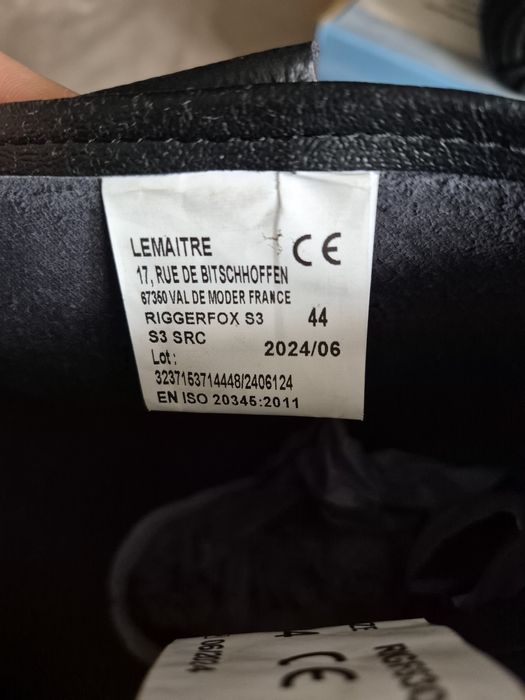 LEMAITRE
CE
17, RUE DE BITSCHHOFFEN
67350 VAL DE MODER FRANCE
RIGGERFOX S3 44
S3 SRC
2024/06
Lot:
3237153714448/2406124
EN ISO 20345:2011
CE